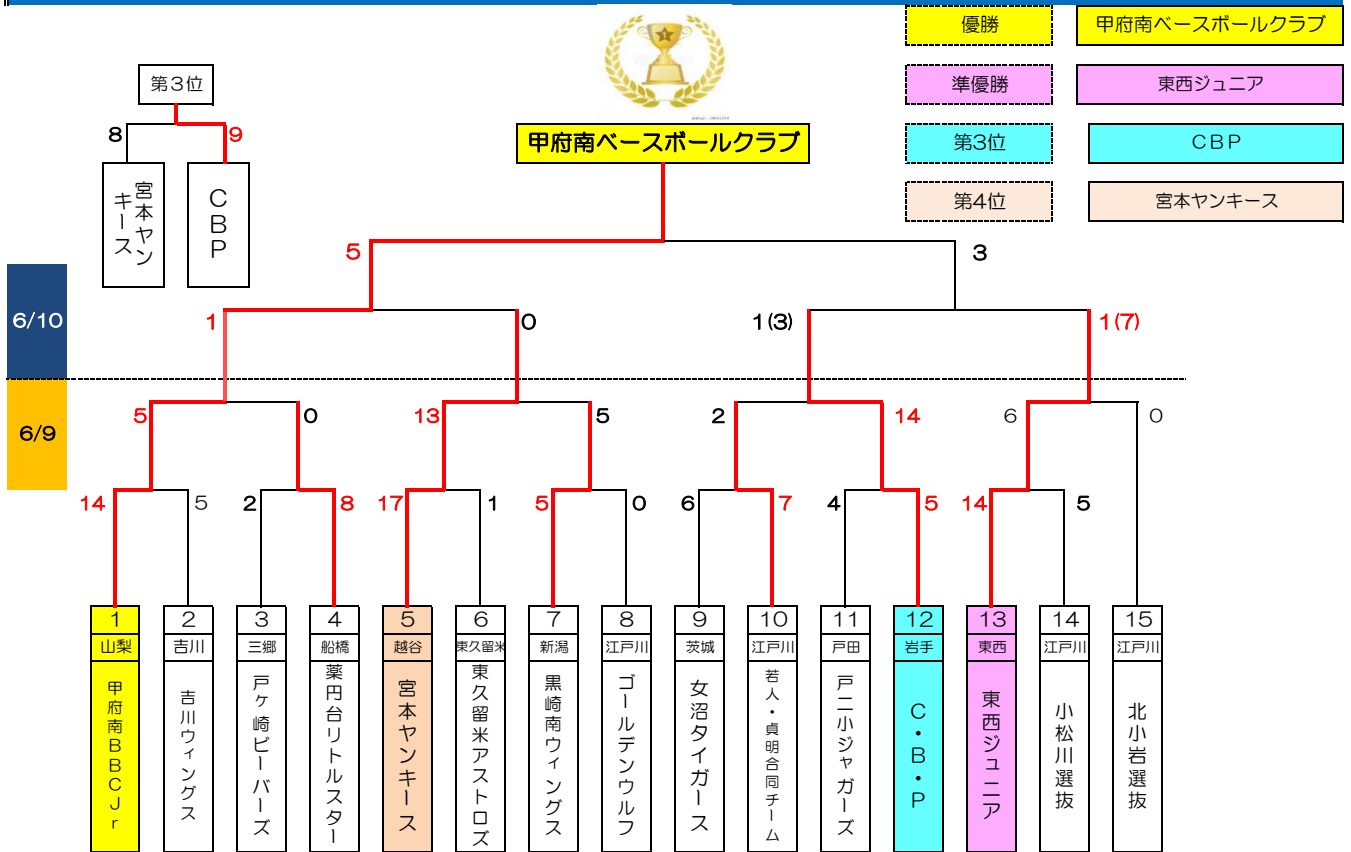 優勝
甲府南ベースボールクラブ
準優勝
東西ジュニア
第3位
CBP
第4位
宮本ヤンキース
第3位
8
9
宮本ヤンキース
CBP
甲府南ベースボールクラブ
5
3
6/10
1
0
1(3)
1(7)
6/9
5
0
13
5
2
14
6
0
14
5
2
8
17
1
5
0
6
7
4
5
14
5
1
2
3
4
5
6
7
8
9
10
11
12
13
14
15
山梨
吉川
三郷
船橋
越谷
東久留米
新潟
江戸川
茨城
江戸川
戸田
岩手
東西
江戸川
江戸川
甲府南BBCJr
吉川ウィングス
戸ヶ崎ビーバーズ
薬円台リトルスター
宮本ヤンキース
東久留米アストロズ
黒崎南ウィングス
ゴールデンウルフ
女沼タイガース
若人・貞明合同チーム
戸二小ジャガーズ
C・B・P
東西ジュニア
小松川選抜
北小岩選抜